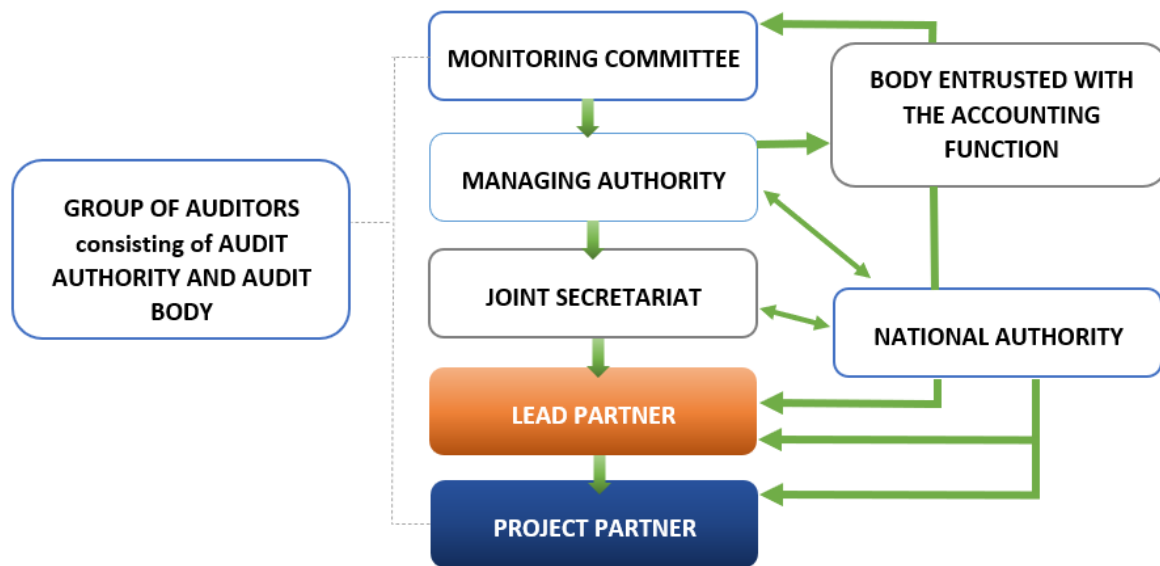 MONITORING COMMITTEE
BODY ENTRUSTED WITH
THE ACCOUNTING
FUNCTION
MANAGING AUTHORITY
GROUP OF AUDITORS
consisting of AUDIT
AUTHORITY AND AUDIT
BODY
JOINT SECRETARIAT
NATIONAL AUTHORITY
LEAD PARTNER
PROJECT PARTNER